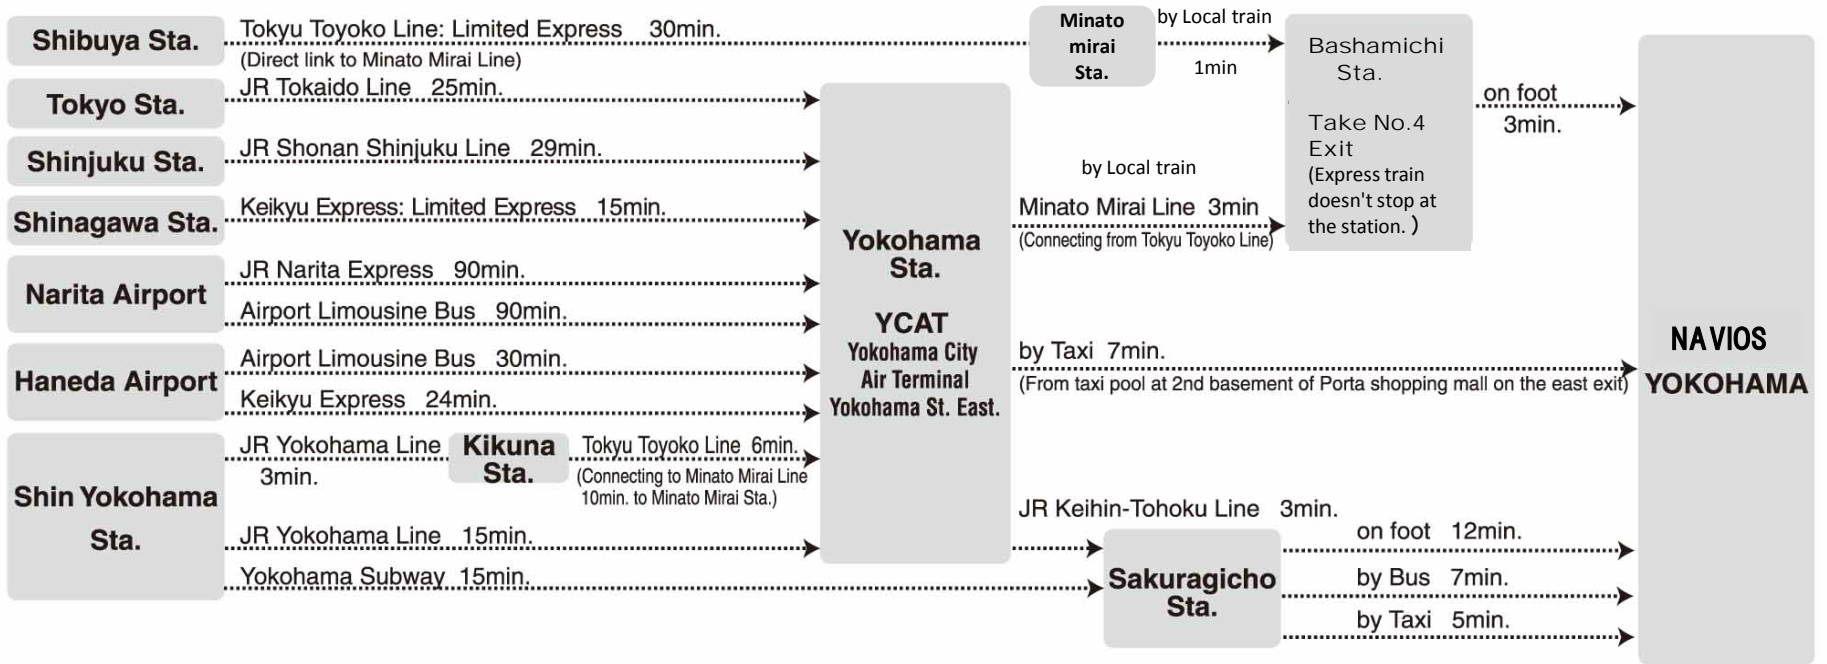 Shibuya Sta.
Tokyu Toyoko Line: Limited Express 30min.
(Direct link to Minato Mirai Line)
Minato
mirai
Sta.
by Local train
1min
Tokyo Sta.
JR Tokaido Line 25min.
Shinjuku Sta.
JR Shonan Shinjuku Line 29min.
Shinagawa Sta.
Keikyu Express: Limited Express 15min.
Narita Airport
JR Narita Express 90min.
Airport Limousine Bus 90min.
Haneda Airport
Airport Limousine Bus 30min.
Keikyu Express 24min.
Shin Yokohama
Sta.
JR Yokohama Line
3min.
Kikuna
Sta.
Tokyu Toyoko Line 6min.
(Connecting to Minato Mirai Line
10min. to Minato Mirai Sta.)
JR Yokohama Line 15min.
Yokohama Subway 15min.
Yokohama
Sta.
YCAT
Yokohama City
Air Terminal
Yokohama St. East.
by Local train
Minato Mirai Line 3min
(Connecting from Tokyu Toyoko Line)
Bashamichi
Sta.
Take No.4
Exit
(Express train
doesn't stop at
the station. )
on foot
3min.
by Taxi 7min.
(From taxi pool at 2nd basement of Porta shopping mall on the east exit)
JR Keihin-Tohoku Line 3min.
Sakuragicho
Sta.
on foot 12min.
by Bus 7min.
by Taxi 5min.
NAVIOS
YOKOHAMA